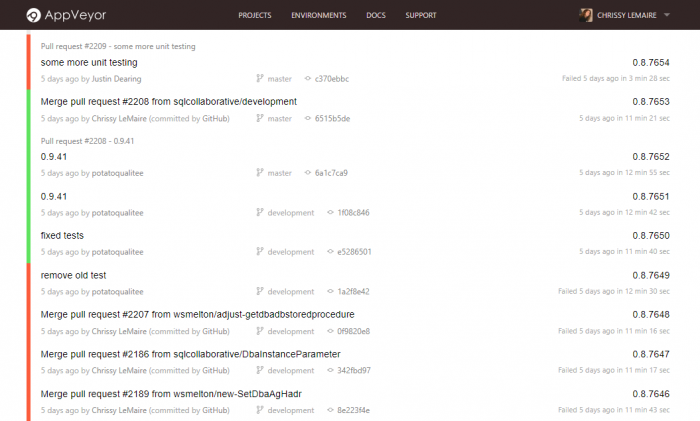 AppVeyor PROJECTS ENVIRONMENTS DOCS SUPPORT CHRISSY LEMAIRE
Pull request #2209 - some more unit testing
some more unit testing 0.8.7654
5 days ago by Justin Dearing master c370ebbc Failed 5 days ago in 3 min 28 sec
Merge pull request #2208 from sqlcollaborative/development 0.8.7653
5 days ago by Chrissy LeMaire (committed by GitHub) master 6515b5de 5 days ago in 11 min 21 sec
Pull request #2208 - 0.9.41
0.9.41 0.8.7652
5 days ago by potatoqualitee master 6a1c7ca9 5 days ago in 12 min 55 sec
0.9.41 0.8.7651
5 days ago by potatoqualitee development 1f08c846 5 days ago in 12 min 42 sec
fixed tests 0.8.7650
5 days ago by potatoqualitee development e5286501 5 days ago in 11 min 40 sec
remove old test 0.8.7649
5 days ago by potatoqualitee development 1a2f8e42 Failed 5 days ago in 12 min 30 sec
Merge pull request #2207 from wsmelton/adjust-getdbadbstoredprocedure 0.8.7648
5 days ago by Chrissy LeMaire (committed by GitHub) development 0f9820e8 Failed 5 days ago in 11 min 16 sec
Merge pull request #2186 from sqlcollaborative/DbaInstanceParameter 0.8.7647
5 days ago by Chrissy LeMaire (committed by GitHub) development 342fbd97 Failed 5 days ago in 11 min 17 sec
Merge pull request #2189 from wsmelton/new-SetDbaAgHadr 0.8.7646
5 days ago by Chrissy LeMaire (committed by GitHub) development 8e223f4e Failed 5 days ago in 11 min 43 sec